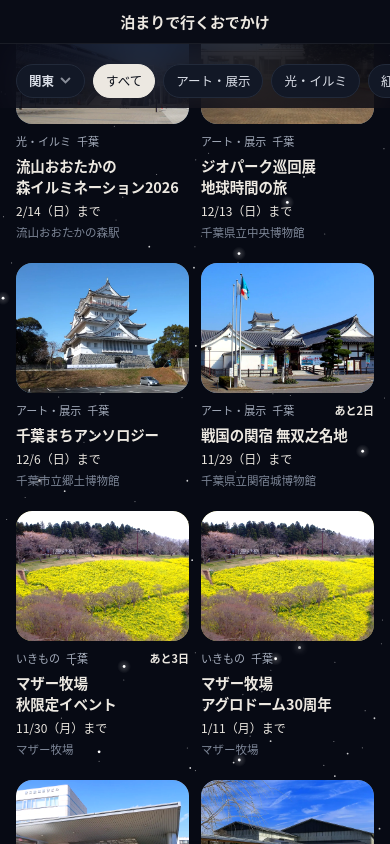 泊まりで行くおでかけ
関東
すべて
アート・展示
光・イルミ
光・イルミ 千葉
流山おおたかの
森イルミネーション2026
2/14（日）まで
流山おおたかの森駅
アート・展示 千葉
ジオパーク巡回展
地球時間の旅
12/13（日）まで
千葉県立中央博物館
アート・展示 千葉
千葉まちアンソロジー
12/6（日）まで
千葉市立郷土博物館
アート・展示 千葉
あと2日
戦国の関宿 無双之名地
11/29（日）まで
千葉県立関宿城博物館
いきもの 千葉
あと3日
マザー牧場
秋限定イベント
11/30（月）まで
マザー牧場
いきもの 千葉
マザー牧場
アグロドーム30周年
1/11（月）まで
マザー牧場